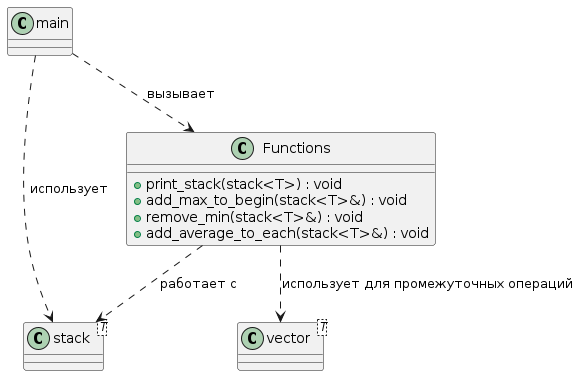 C main
вызывает
C Functions
print_stack(stack<T>) : void
add_max_to_begin(stack<T>&) : void
remove_min(stack<T>&) : void
add_average_to_each(stack<T>&) : void
использует
работает с
использует для промежуточных операций
C stack T
C vector T